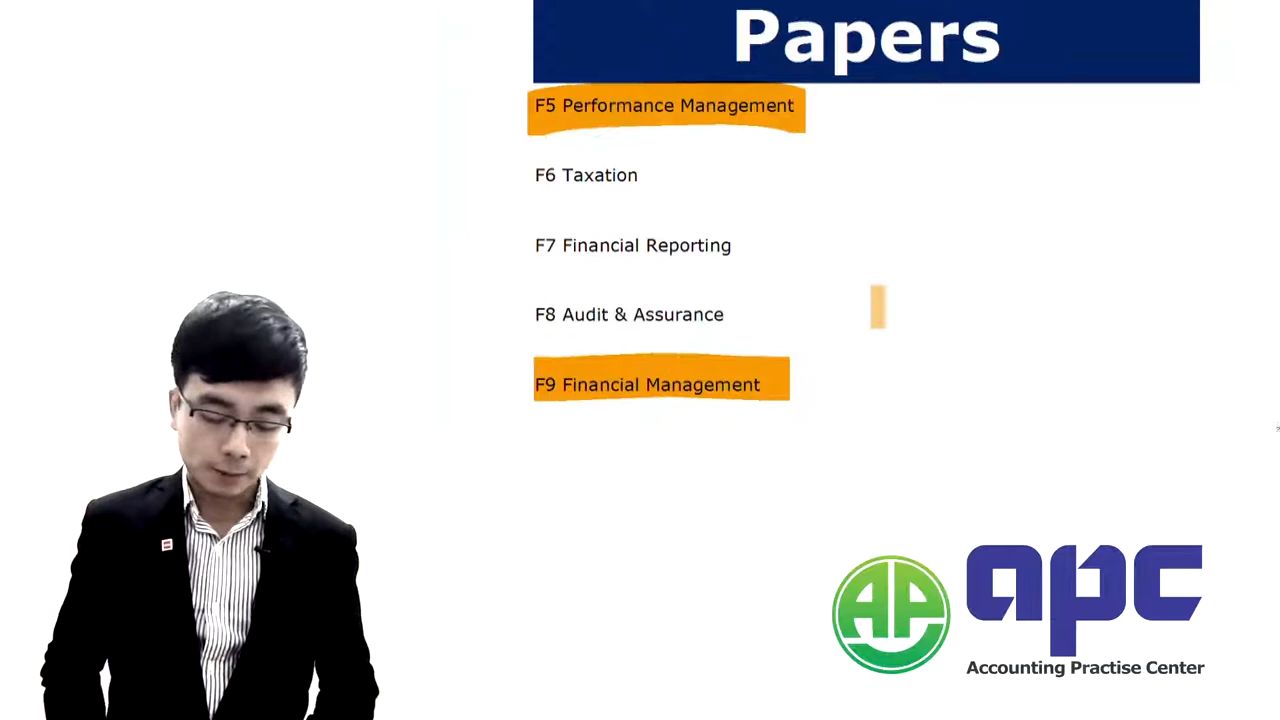 Papers
F5 Performance Management
F6 Taxation
F7 Financial Reporting
F8 Audit & Assurance
F9 Financial Management
AP
apc
Accounting Practise Center